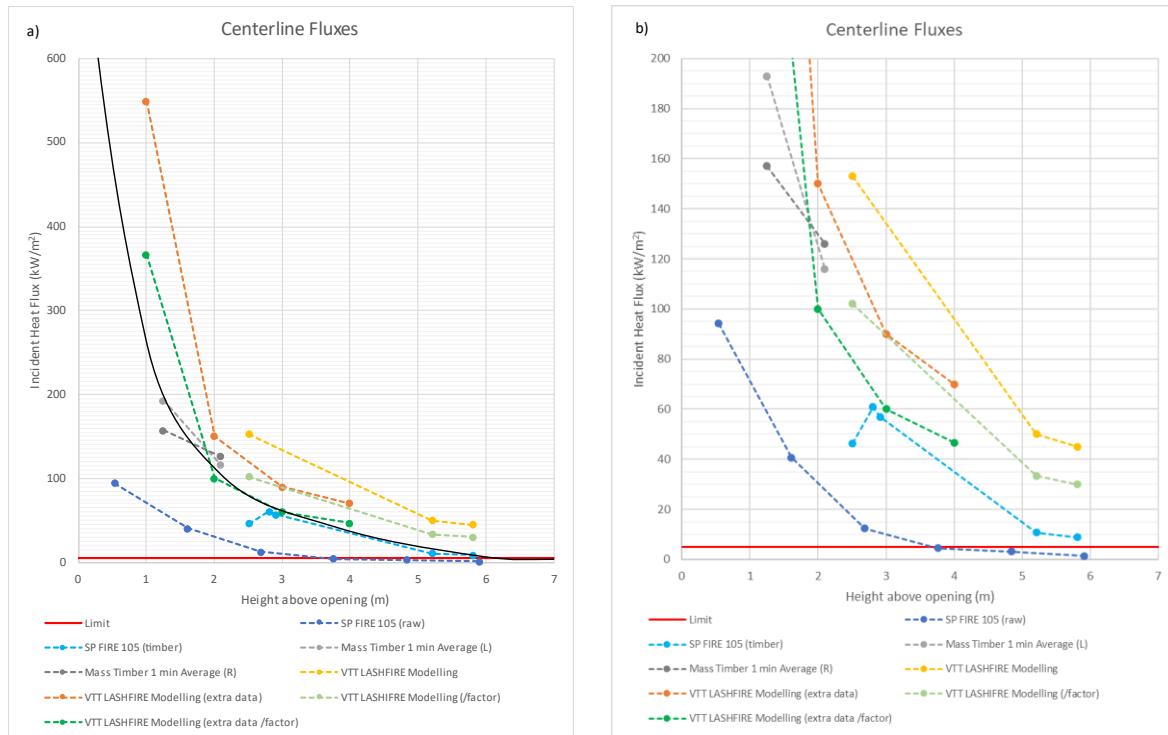 a)
Centerline Fluxes
600
500
400
300
200
100
0
Incident Heat Flux (kW/m²)
0 1 2 3 4 5 6 7
Height above opening (m)
Limit
SP FIRE 105 (raw)
SP FIRE 105 (timber)
Mass Timber 1 min Average (L)
Mass Timber 1 min Average (R)
VTT LASHFIRE Modelling
VTT LASHFIRE Modelling (extra data)
VTT LASHFIRE Modelling (/factor)
VTT LASHFIRE Modelling (extra data /factor)
b)
Centerline Fluxes
200
180
160
140
120
100
80
60
40
20
0
Incident Heat Flux (kW/m²)
0 1 2 3 4 5 6 7
Height above opening (m)
Limit
SP FIRE 105 (raw)
SP FIRE 105 (timber)
Mass Timber 1 min Average (L)
Mass Timber 1 min Average (R)
VTT LASHFIRE Modelling
VTT LASHFIRE Modelling (extra data)
VTT LASHIFRE Modelling (/factor)
VTT LASHFIRE Modelling (extra data /factor)